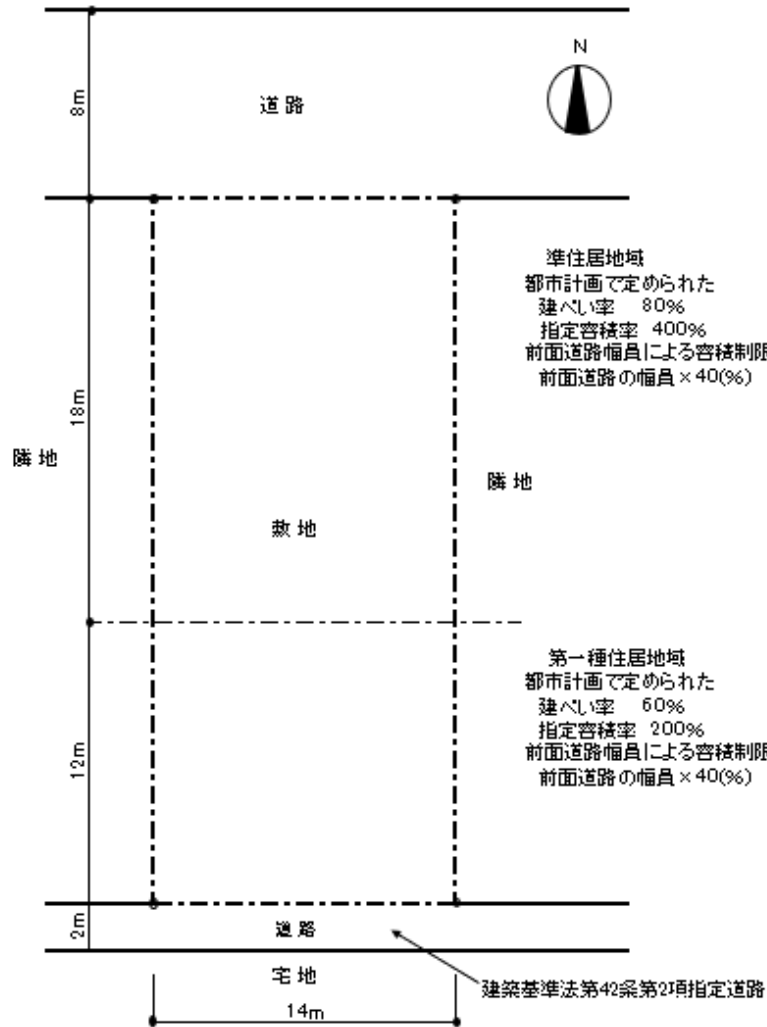 N
道路
8m
準住居地域
都市計画で定められた
建ぺい率 80%
指定容積率 400%
前面道路幅員による容積制限
前面道路の幅員×40(%)
18m
隣地
隣地
敷地
第一種住居地域
都市計画で定められた
建ぺい率 60%
指定容積率 200%
前面道路幅員による容積制限
前面道路の幅員×40(%)
12m
2m
道路
宅地
建築基準法第42条第2項指定道路
14m